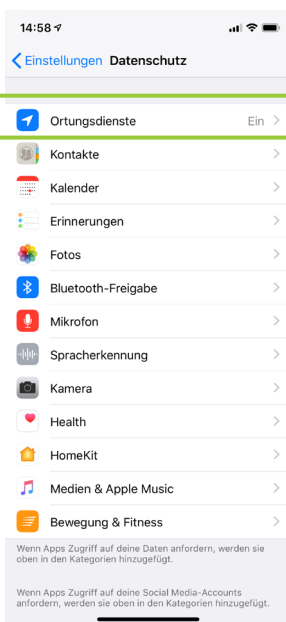 14:58
Einstellungen Datenschutz
Ortungsdienste Ein
Kontakte
Kalender
Erinnerungen
Fotos
Bluetooth-Freigabe
Mikrofon
Spracherkennung
Kamera
Health
HomeKit
Medien & Apple Music
Bewegung & Fitness
Wenn Apps Zugriff auf deine Daten anfordern, werden sie
oben in den Kategorien hinzugefügt.
Wenn Apps Zugriff auf deine Social Media-Accounts
anfordern, werden sie oben in den Kategorien hinzugefügt.